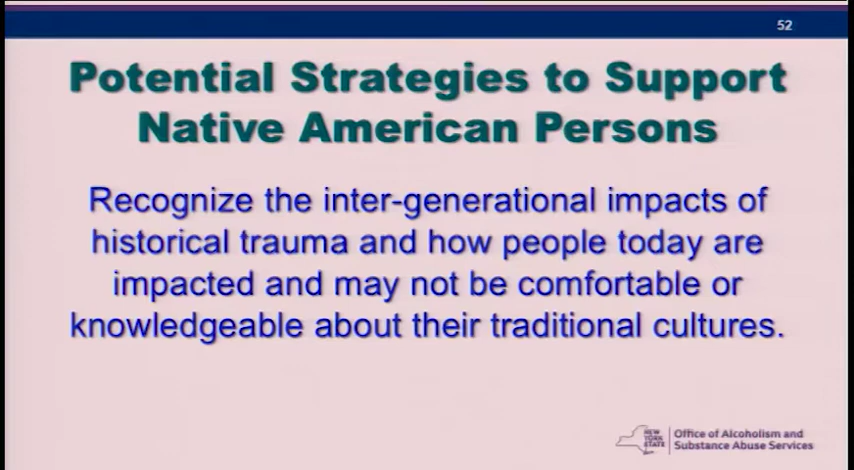 52
Potential Strategies to Support
Native American Persons
Recognize the inter-generational impacts of
historical trauma and how people today are
impacted and may not be comfortable or
knowledgeable about their traditional cultures.
NEW
YORK
STATE
Office of Alcoholism and
Substance Abuse Services